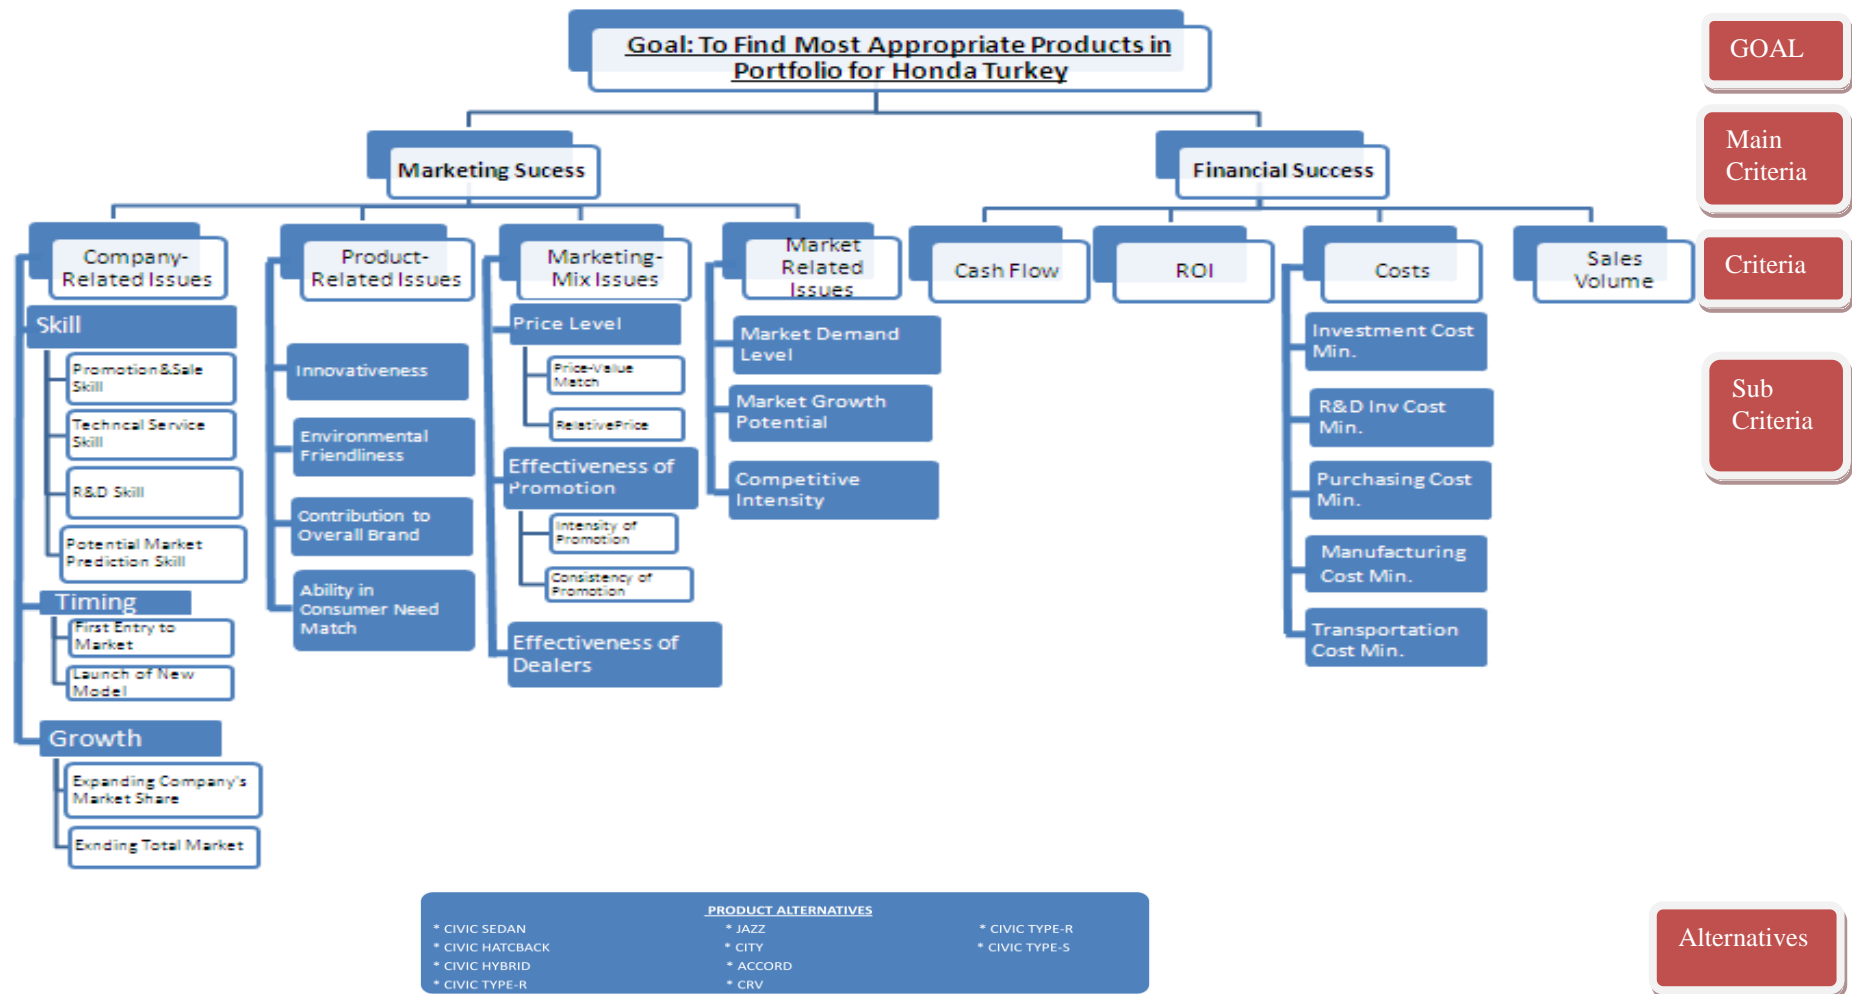 Goal: To Find Most Appropriate Products in
Portfolio for Honda Turkey
GOAL
Marketing Sucess
Financial Success
Main
Criteria
Company-
Related Issues
Product-
Related Issues
Marketing-
Mix Issues
Market
Related
Issues
Cash Flow
ROI
Costs
Sales
Volume
Criteria
Skill
Promotion&Sale
Skill
Techncal Service
Skill
R&D Skill
Potential Market
Prediction Skill
Timing
First Entry to
Market
Launch of New
Model
Growth
Expanding Company's
Market Share
Exnding Total Market
Innovativeness
Environmental
Friendliness
Contribution to
Overall Brand
Ability in
Consumer Need
Match
Price Level
Price-Value
Match
RelativePrice
Effectiveness of
Promotion
Intensity of
Promotion
Consistency of
Promotion
Effectiveness of
Dealers
Market Demand
Level
Market Growth
Potential
Competitive
Intensity
Investment Cost
Min.
R&D Inv Cost
Min.
Purchasing Cost
Min.
Manufacturing
Cost Min.
Transportation
Cost Min.
Sub
Criteria
PRODUCT ALTERNATIVES
* CIVIC SEDAN
* CIVIC HATCBACK
* CIVIC HYBRID
* CIVIC TYPE-R
* JAZZ
* CITY
* ACCORD
* CRV
* CIVIC TYPE-R
* CIVIC TYPE-S
Alternatives